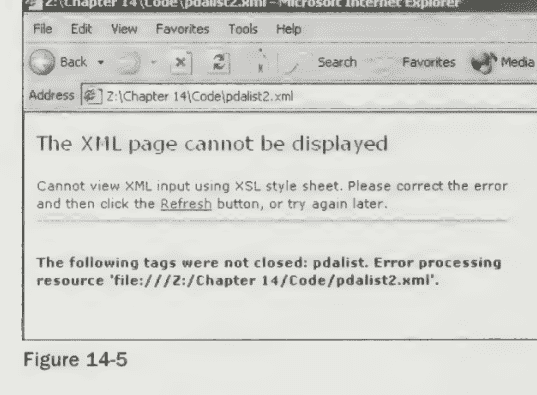 Z:\Chapter 14\Code\pdalist2.xml - Microsoft Internet Explorer
File Edit View Favorites Tools Help
Back Search Favorites Media
Address Z:\Chapter 14\Code\pdalist2.xml
The XML page cannot be displayed
Cannot view XML input using XSL style sheet. Please correct the error
and then click the Refresh button, or try again later.
The following tags were not closed: pdalist. Error processing
resource 'file:///Z:/Chapter 14/Code/pdalist2.xml'.
Figure 14-5